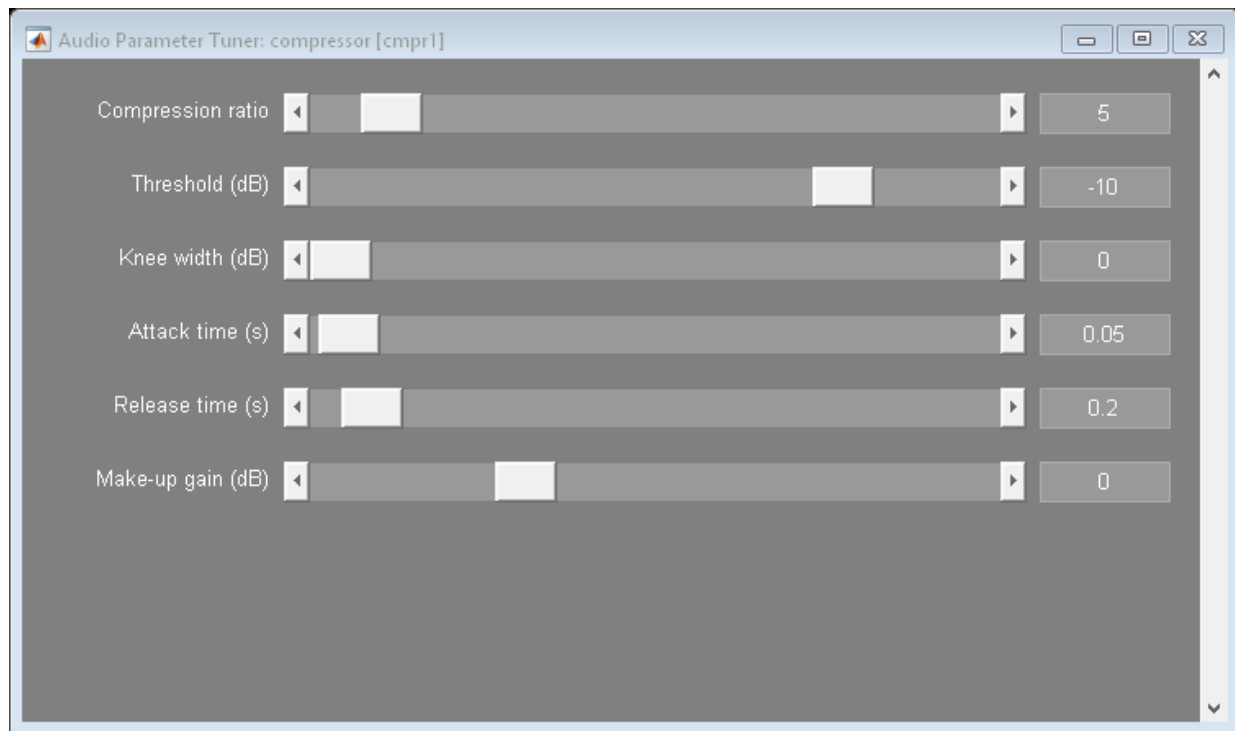 Audio Parameter Tuner: compressor [cmpr1]
Compression ratio 5
Threshold (dB) -10
Knee width (dB) 0
Attack time (s) 0.05
Release time (s) 0.2
Make-up gain (dB) 0